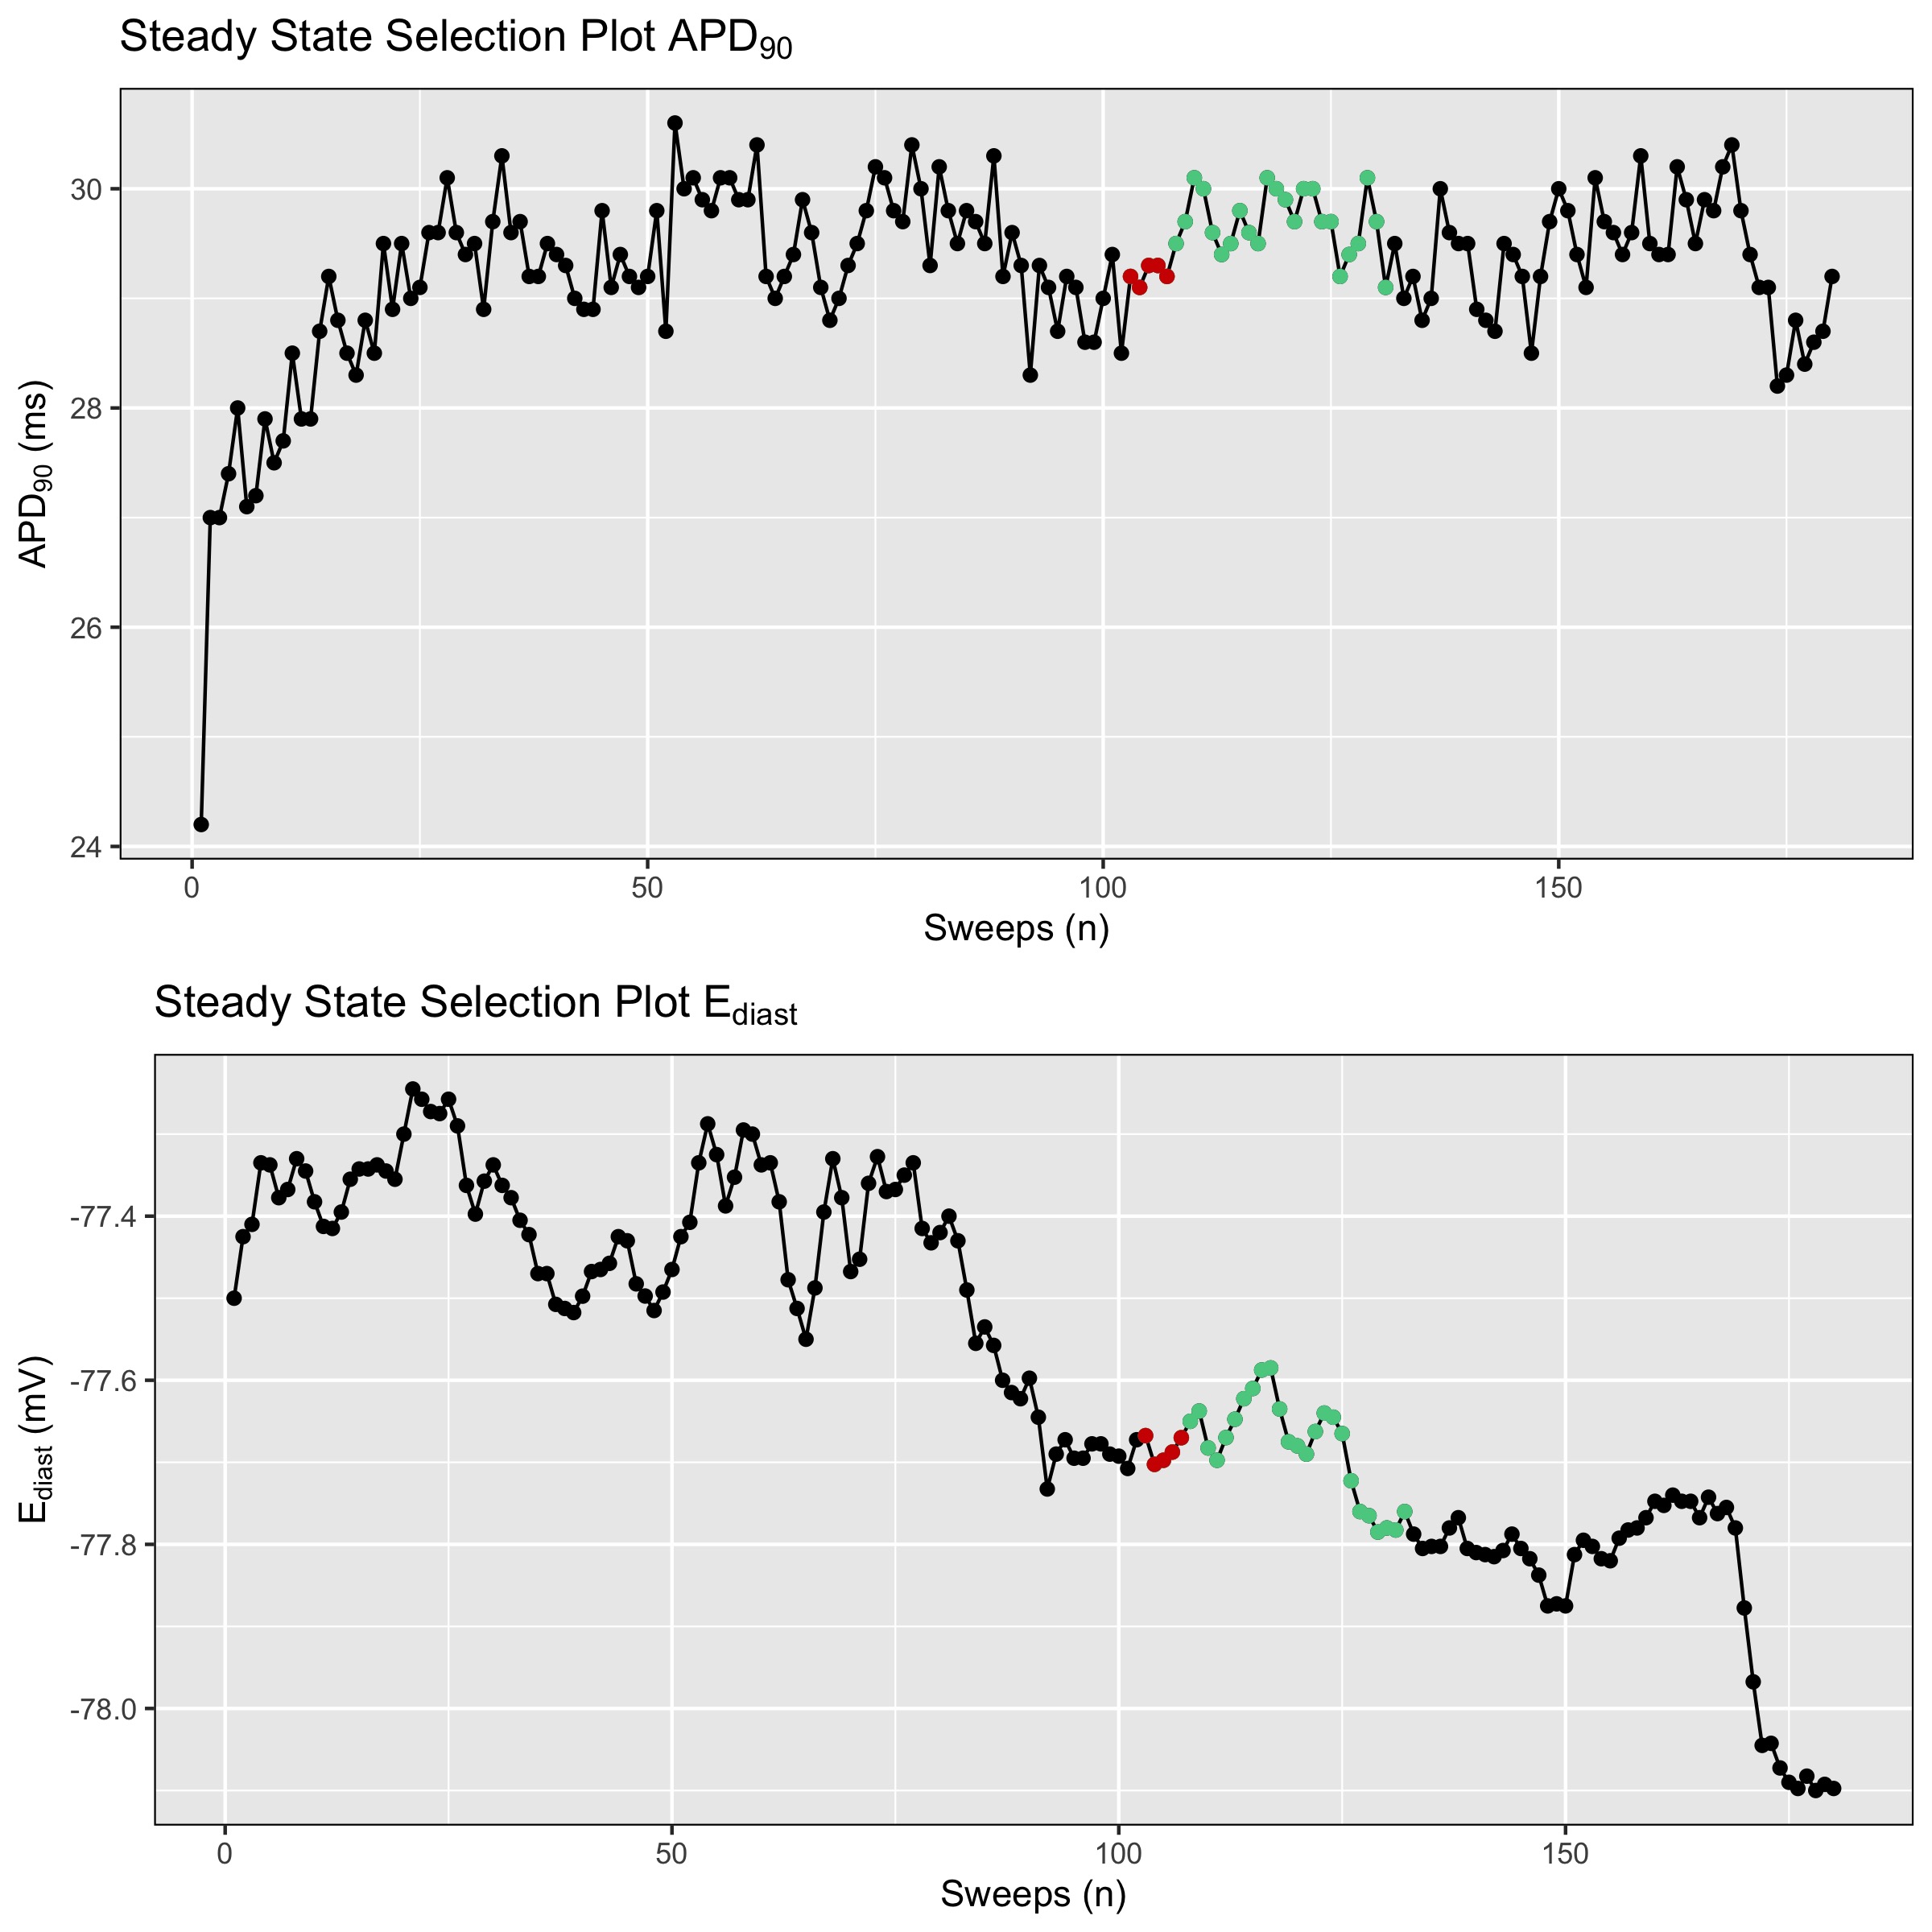 Steady State Selection Plot APD90
30
28
26
24
APD90 (ms)
0 50 100 150
Sweeps (n)
Steady State Selection Plot Ediast
-77.4
-77.6
-77.8
-78.0
Ediast (mV)
0 50 100 150
Sweeps (n)